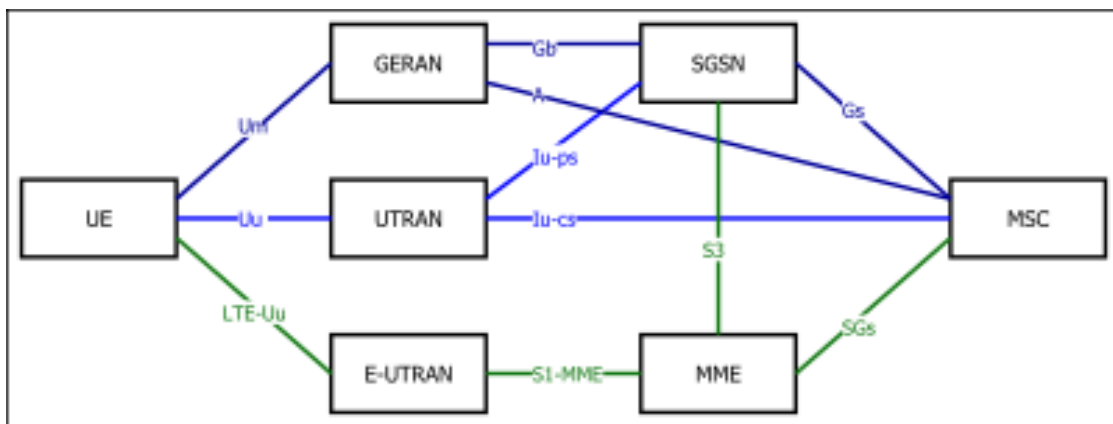 GERAN
Gb
SGSN
A
Um
Gs
Iu-ps
UE
Uu
UTRAN
Iu-cs
MSC
S3
LTE-Uu
SGs
E-UTRAN
S1-MME
MME